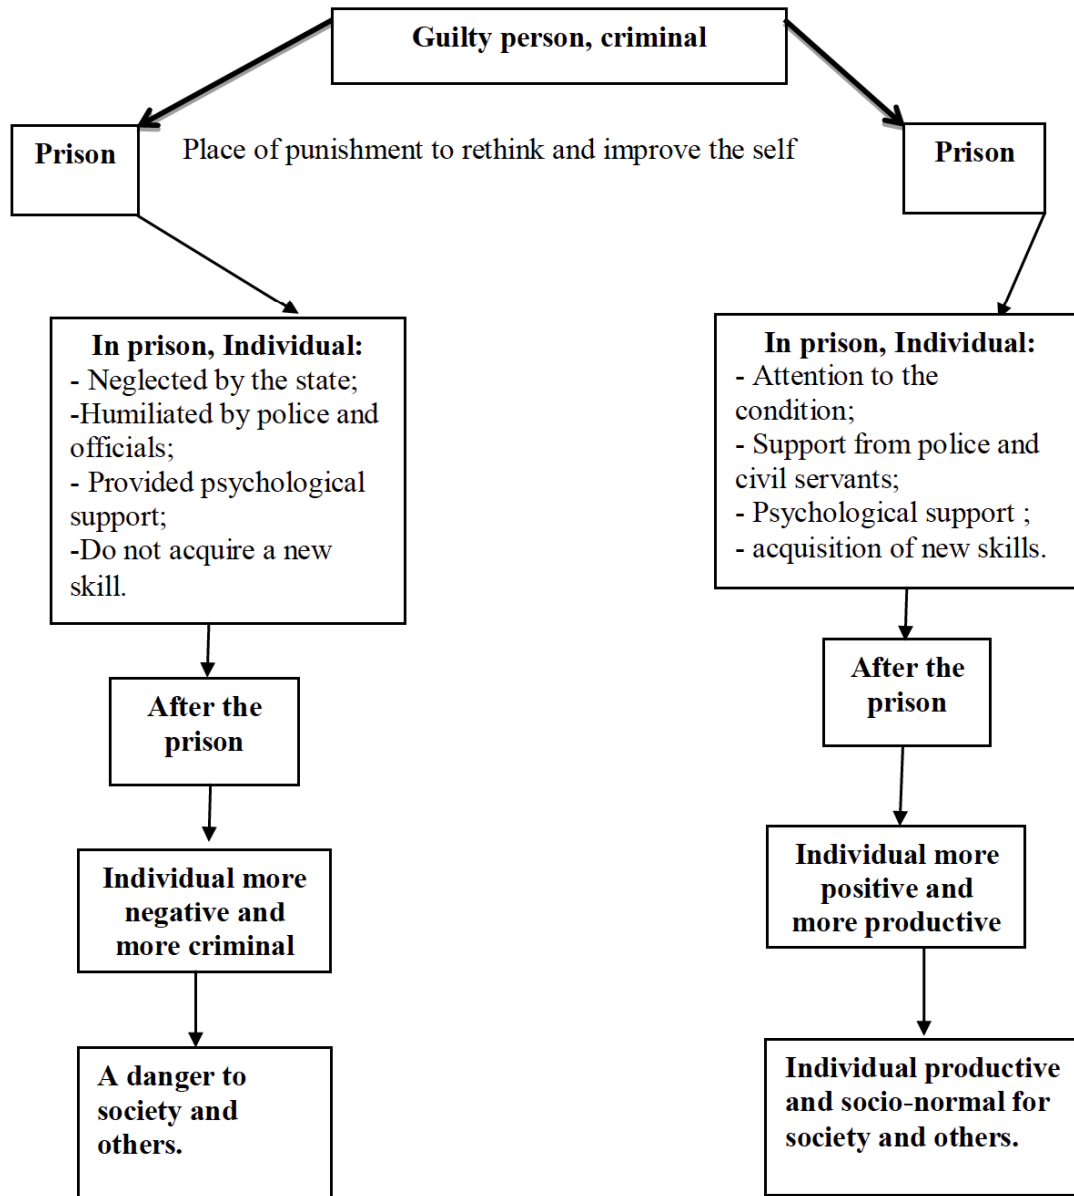 Guilty person, criminal
Prison
Place of punishment to rethink and improve the self
Prison
In prison, Individual:
- Neglected by the state;
-Humiliated by police and
officials;
- Provided psychological
support;
-Do not acquire a new
skill.
In prison, Individual:
- Attention to the
condition;
- Support from police and
civil servants;
- Psychological support ;
- acquisition of new skills.
After the
prison
After the
prison
Individual more
negative and
more criminal
Individual more
positive and
more productive
A danger to
society and
others.
Individual productive
and socio-normal for
society and others.